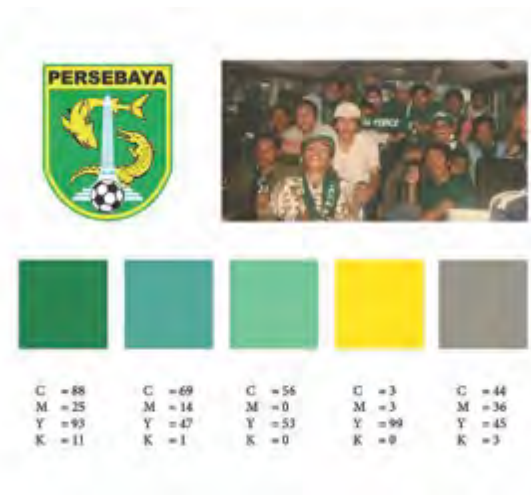 PERSEBAYA
C = 88
M = 25
Y = 93
K = 11
C = 69
M = 14
Y = 47
K = 1
C = 56
M = 0
Y = 53
K = 0
C = 3
M = 3
Y = 99
K = 0
C = 44
M = 36
Y = 45
K = 3